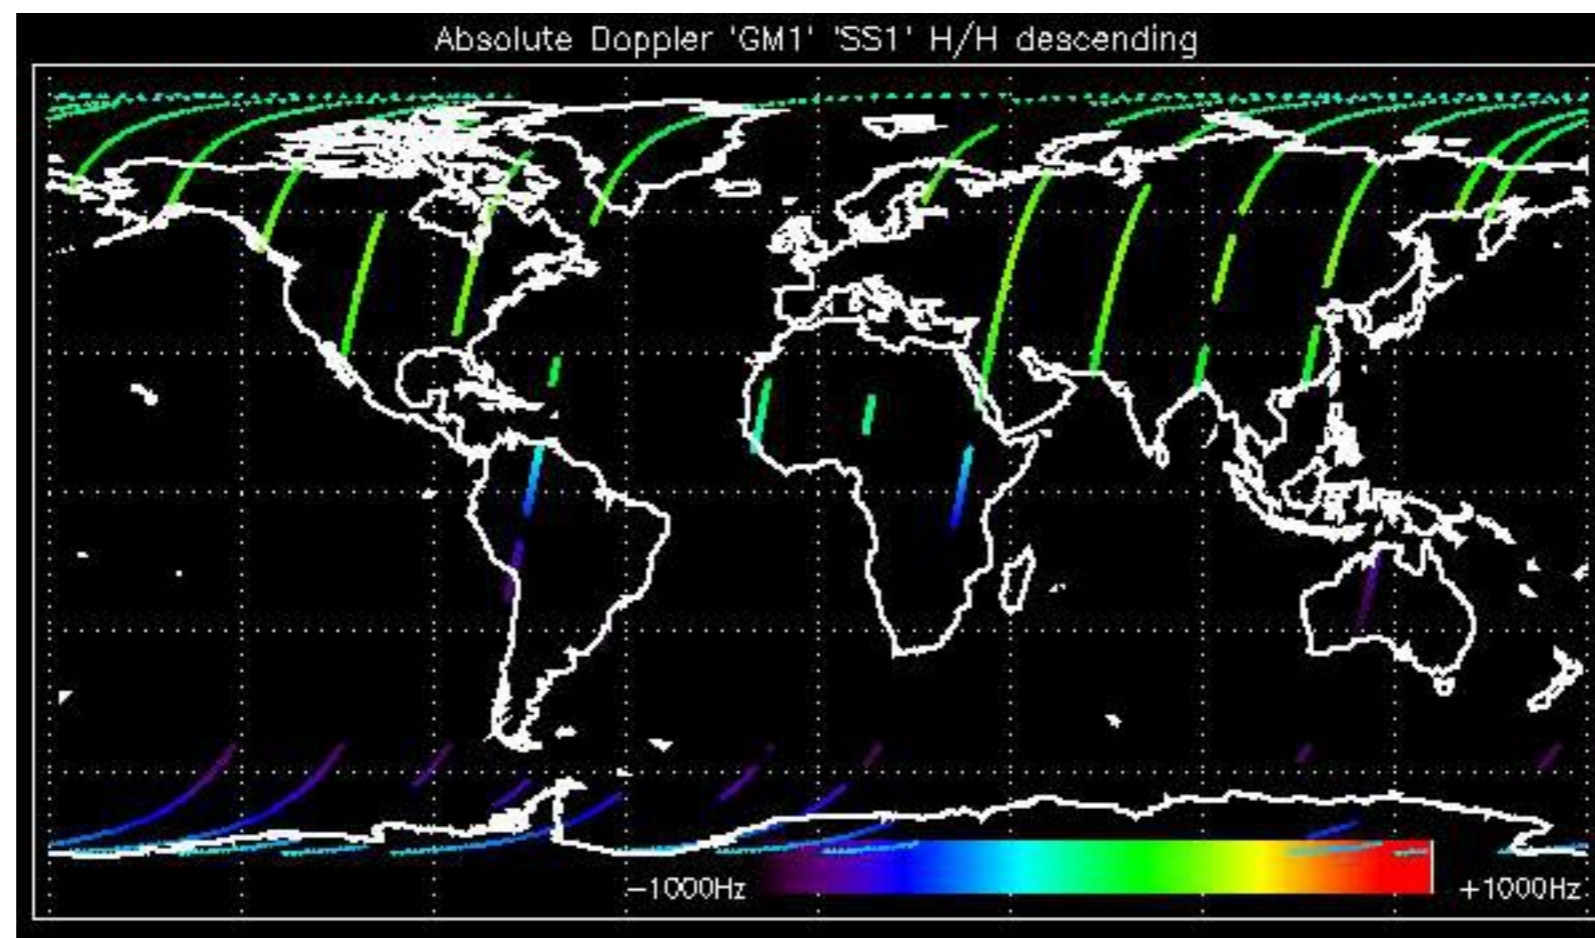 Absolute Doppler 'GM1' 'SS1' H/H descending
-1000Hz +1000Hz